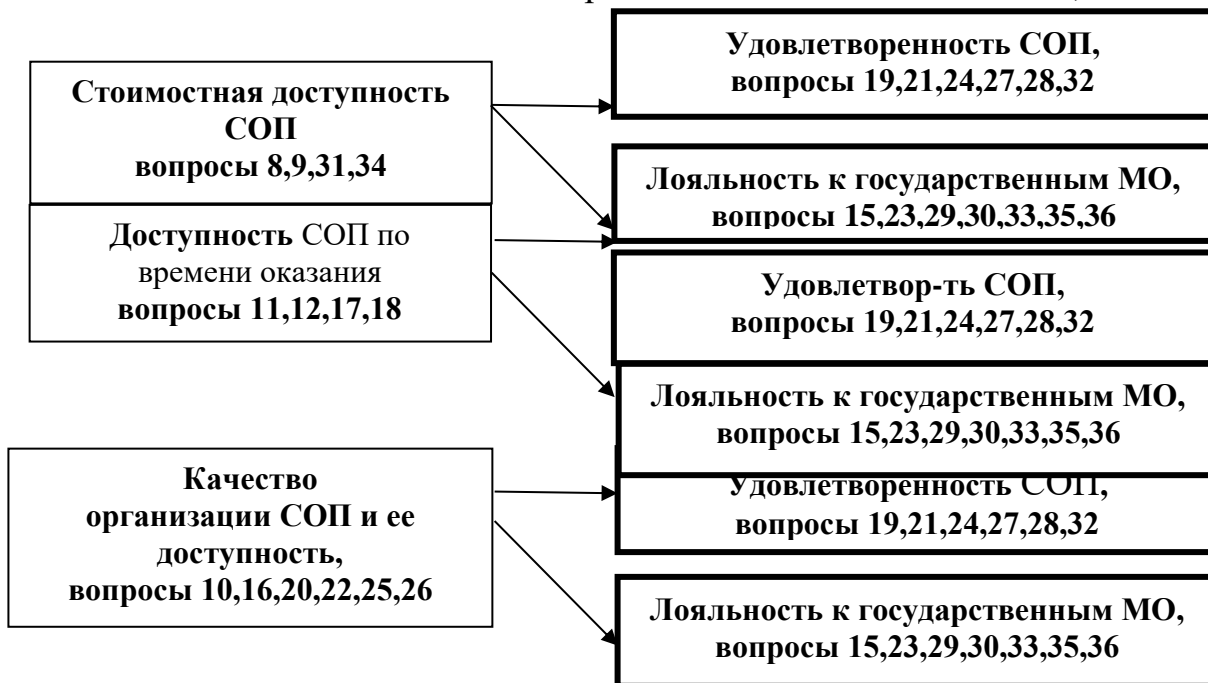 Стоимостная доступность
СОП
вопросы 8,9,31,34
Удовлетворенность СОП,
вопросы 19,21,24,27,28,32
Лояльность к государственным МО,
вопросы 15,23,29,30,33,35,36
Доступность СОП по
времени оказания
вопросы 11,12,17,18
Удовлетвор-ть СОП,
вопросы 19,21,24,27,28,32
Лояльность к государственным МО,
вопросы 15,23,29,30,33,35,36
Качество
организации СОП и ее
доступность,
вопросы 10,16,20,22,25,26
Удовлетворенность СОП,
вопросы 19,21,24,27,28,32
Лояльность к государственным МО,
вопросы 15,23,29,30,33,35,36